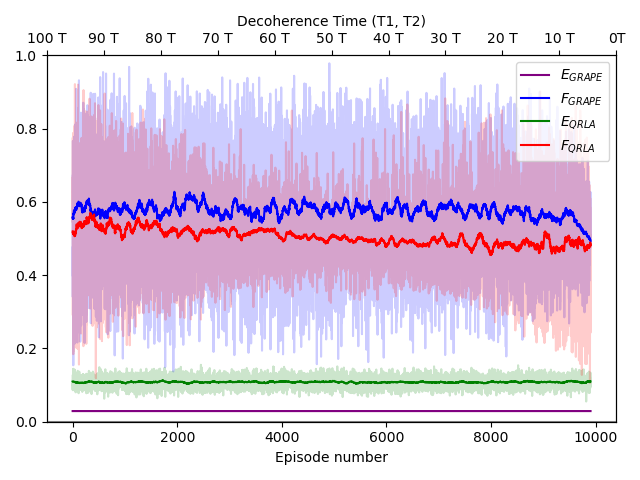 Decoherence Time (T1, T2)
100 T 90 T 80 T 70 T 60 T 50 T 40 T 30 T 20 T 10 T 0T
1.0
0.8
0.6
0.4
0.2
0.0
E_GRAPE
F_GRAPE
E_QRLA
F_QRLA
0 2000 4000 6000 8000 10000
Episode number